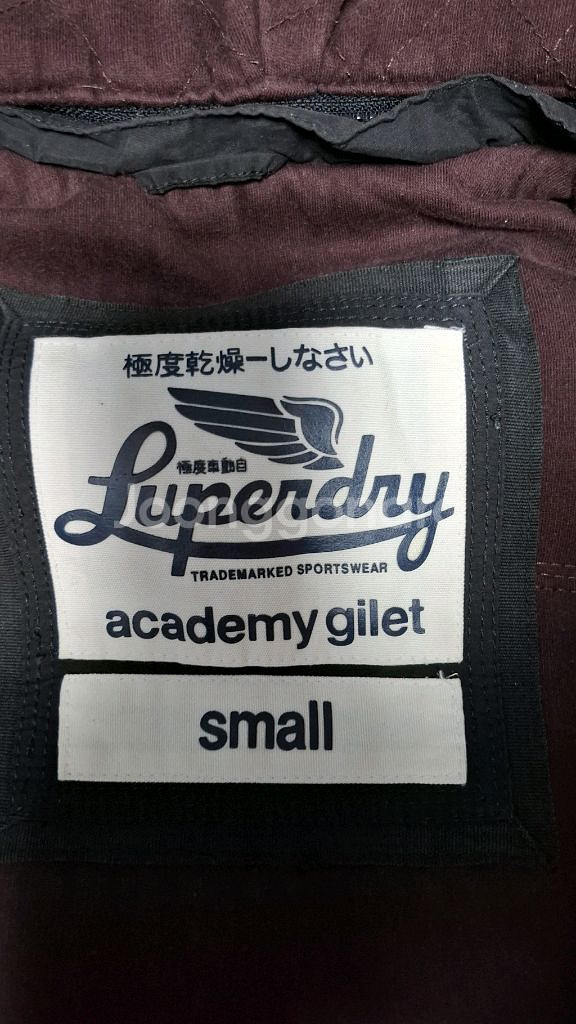 極度乾燥ーしなさい
極度車動自
Superdry
TRADEMARKED SPORTSWEAR
academy gilet
small